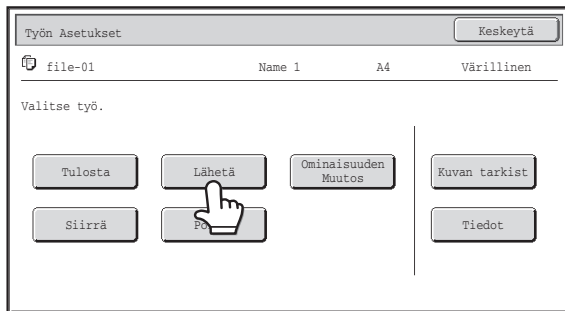 Työn Asetukset
Keskeytä
file-01 Name 1 A4 Värillinen
Valitse työ.
Tulosta
Lähetä
Ominaisuuden
Muutos
Kuvan tarkist
Siirrä
Tiedot